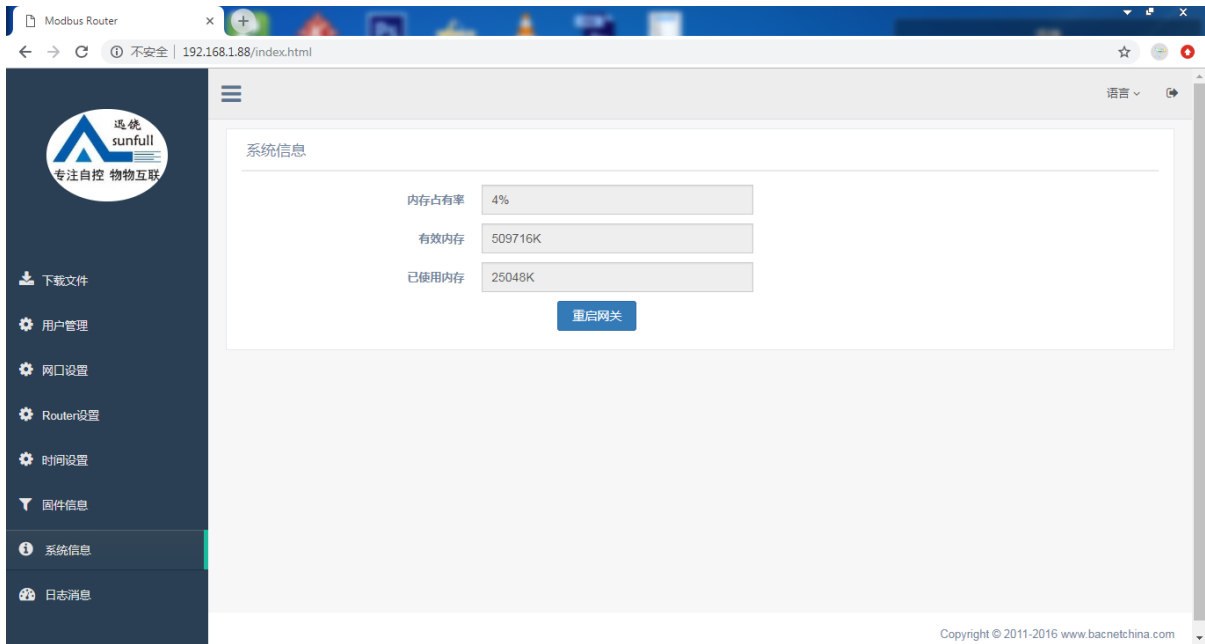 Modbus Router
不安全 | 192.168.1.88/index.html
迅饶
sunfull
专注自控 物物互联
语言
系统信息
内存占有率 4%
有效内存 509716K
已使用内存 25048K
重启网关
下载文件
用户管理
网口设置
Router设置
时间设置
固件信息
系统信息
日志消息
Copyright © 2011-2016 www.bacnetchina.com